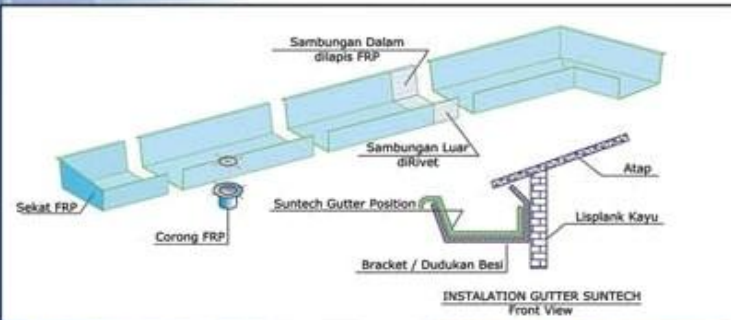 Sambungan Dalam
dilapis FRP
Sambungan Luar
diRivet
Atap
Sekat FRP
Suntech Gutter Position
Lisplank Kayu
Corong FRP
Bracket / Dudukan Besi
INSTALATION GUTTER SUNTECH
Front View